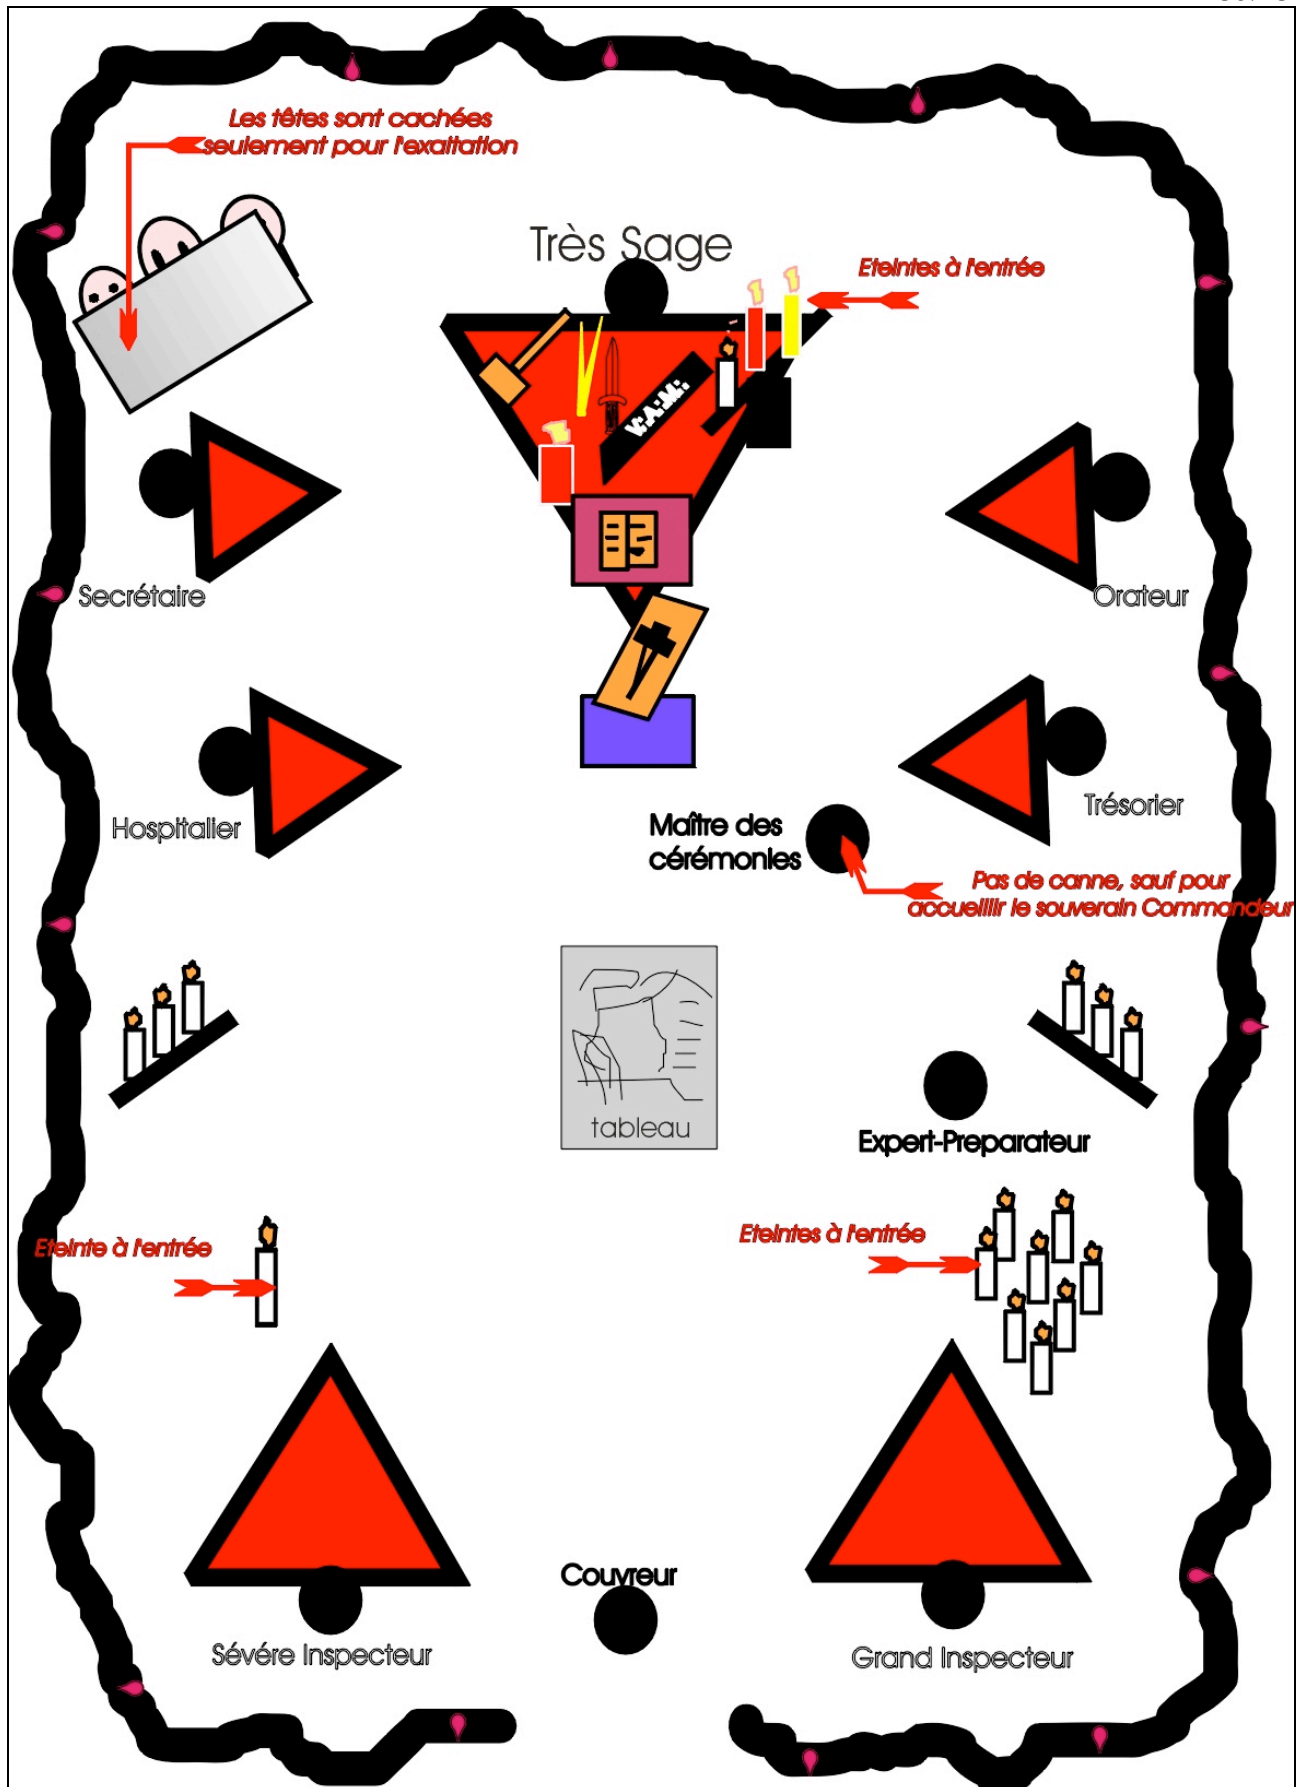 Les têtes sont cachées
seulement pour l'exaltation
Très Sage
Eteintes à l'entrée
V∴A∴M∴
Secrétaire
Orateur
Hospitalier
Trésorier
Maître des
cérémonies
Pas de canne, sauf pour
accueillir le souverain Commandeur
tableau
Expert-Preparateur
Eteinte à l'entrée
Eteintes à l'entrée
Couvreur
Sévére Inspecteur
Grand Inspecteur